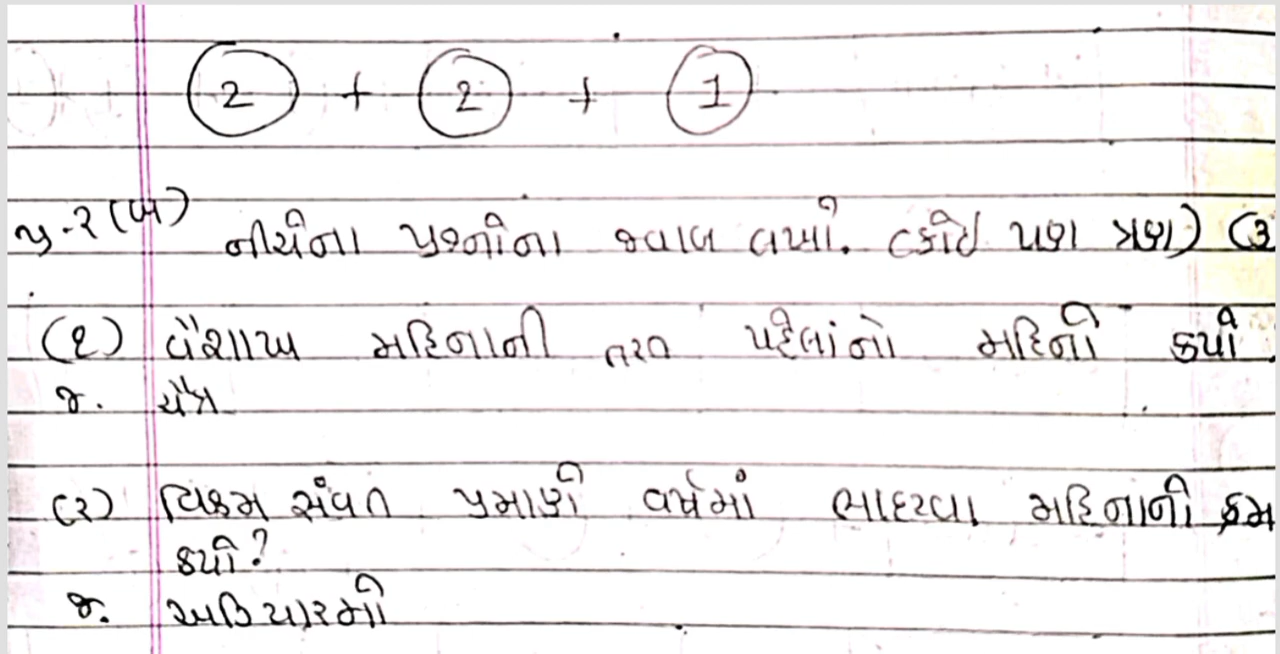 2 + 2 + 1
પ્ર-૨ (બ) નીચેના પ્રશ્નોના જવાબ લખો. (કોઈ પણ ત્રણ) (૩
(૧) વૈશાખ મહિનાની તરત પહેલાંનો મહિનો કયો
જ. ચૈત્ર
(૨) વિક્રમ સંવત પ્રમાણે વર્ષમાં ભાદરવા મહિનાનો ક્રમ
કયો?
જ. અગિયારમો